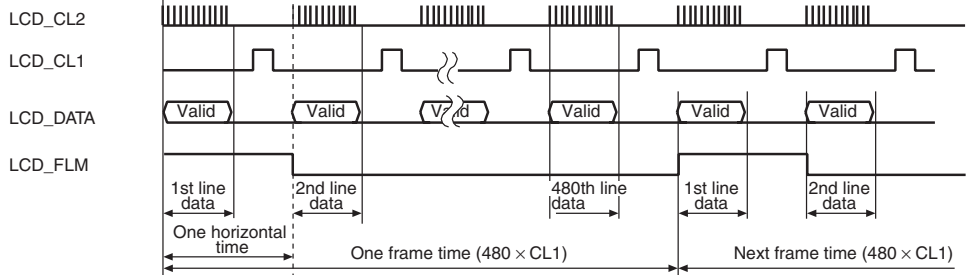 LCD_CL2
LCD_CL1
LCD_DATA
Valid
Valid
Valid
Valid
Valid
Valid
LCD_FLM
1st line
data
2nd line
data
480th line
data
1st line
data
2nd line
data
One horizontal
time
One frame time (480 × CL1)
Next frame time (480 × CL1)